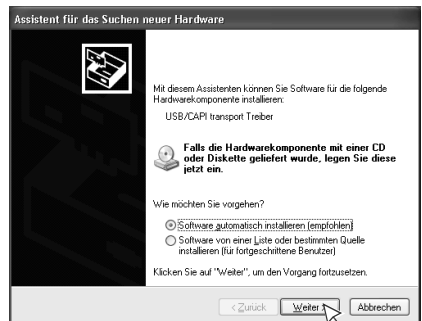 Assistent für das Suchen neuer Hardware
Mit diesem Assistenten können Sie Software für die folgende
Hardwarekomponente installieren:
USB/CAPI transport Treiber
Falls die Hardwarekomponente mit einer CD
oder Diskette geliefert wurde, legen Sie diese
jetzt ein.
Wie möchten Sie vorgehen?
Software automatisch installieren (empfohlen)
Software von einer Liste oder bestimmten Quelle
installieren (für fortgeschrittene Benutzer)
Klicken Sie auf "Weiter", um den Vorgang fortzusetzen.
< Zurück Weiter > Abbrechen